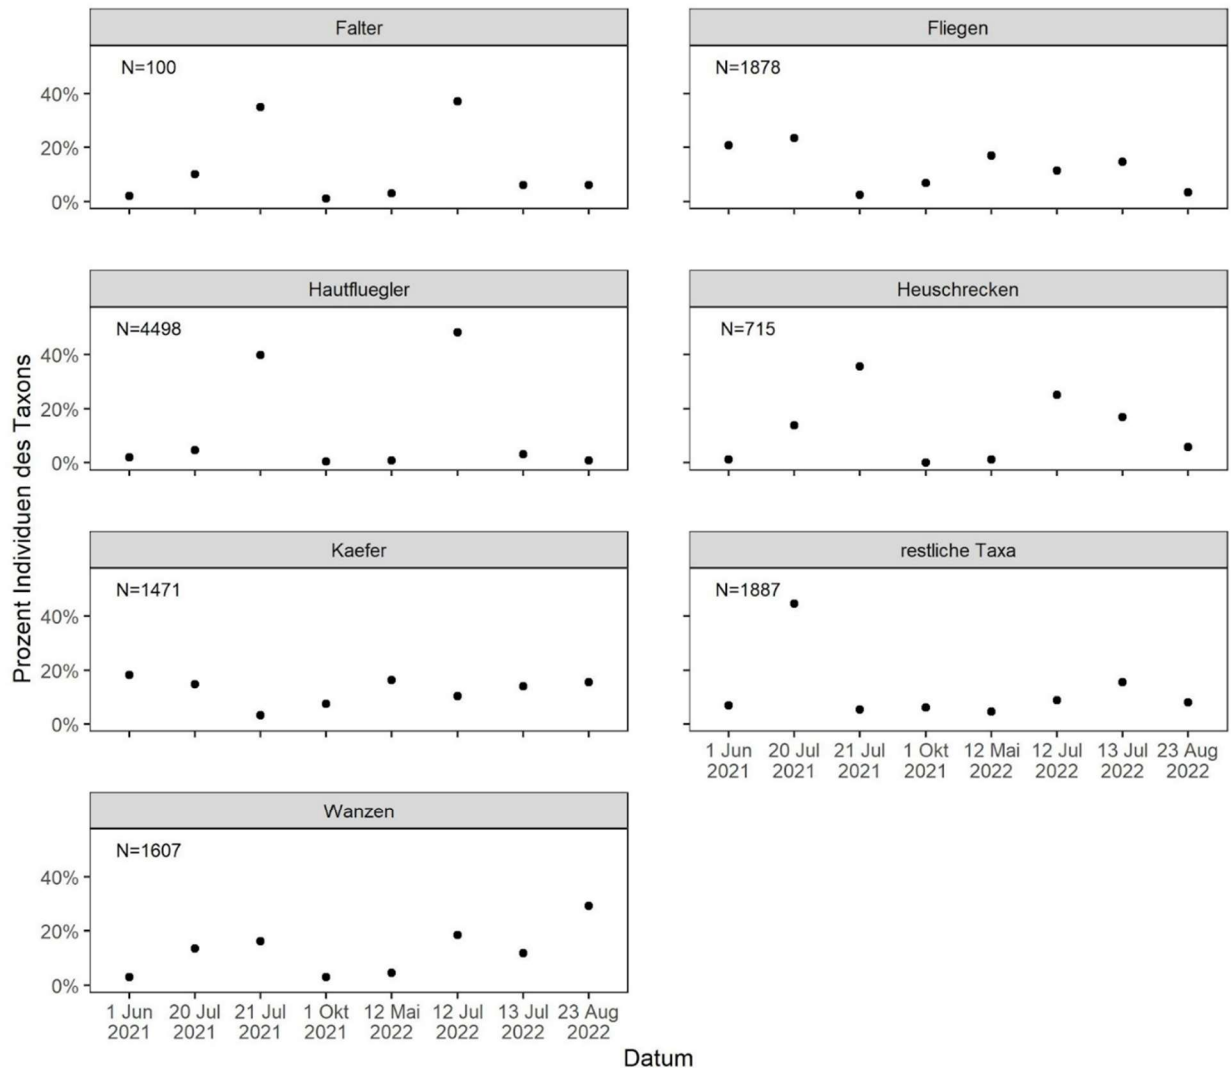 Falter
N=100
40%
20%
0%
Fliegen
N=1878
Hautfluegler
N=4498
40%
20%
0%
Heuschrecken
N=715
Kaefer
N=1471
40%
20%
0%
restliche Taxa
N=1887
1 Jun 20 Jul 21 Jul 1 Okt 12 Mai 12 Jul 13 Jul 23 Aug
2021 2021 2021 2021 2022 2022 2022 2022
Wanzen
N=1607
40%
20%
0%
1 Jun 20 Jul 21 Jul 1 Okt 12 Mai 12 Jul 13 Jul 23 Aug
2021 2021 2021 2021 2022 2022 2022 2022
Prozent Individuen des Taxons
Datum